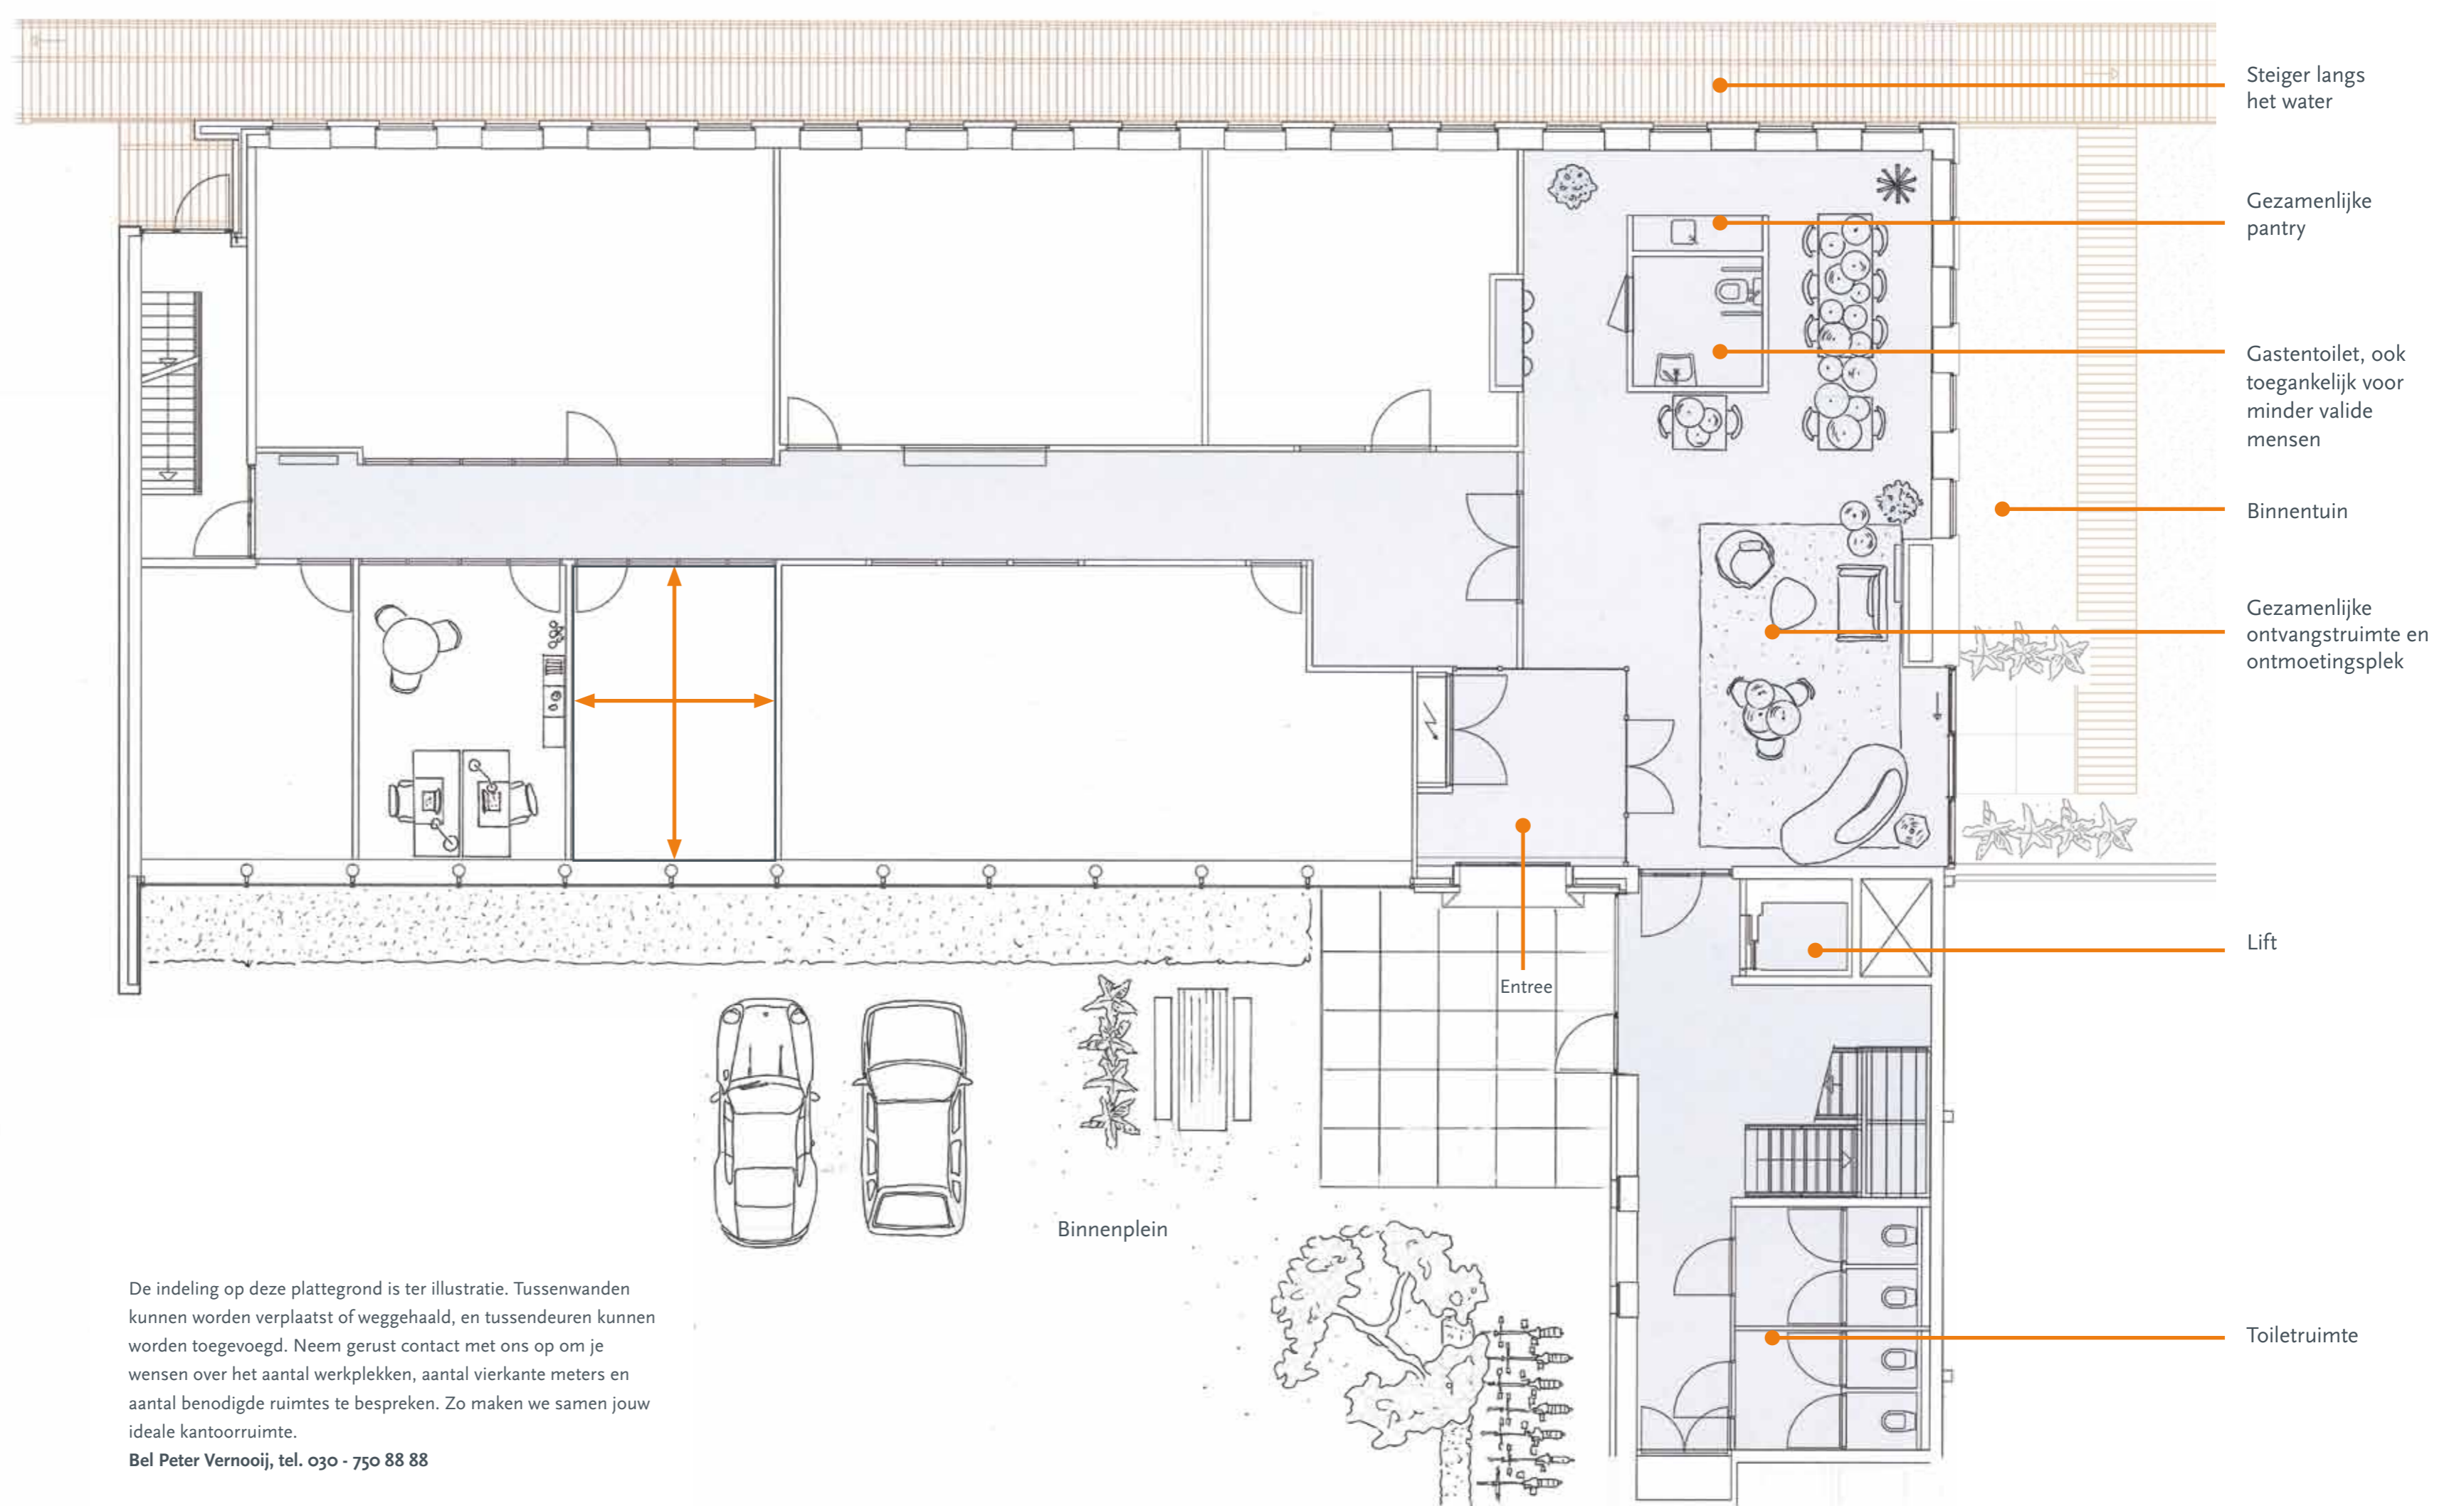 Steiger langs
het water
Gezamenlijke
pantry
Gastentoilet, ook
toegankelijk voor
minder valide
mensen
Binnentuin
Gezamenlijke
ontvangstruimte en
ontmoetingsplek
Lift
Entree
Binnenplein
Toiletruimte
De indeling op deze plattegrond is ter illustratie. Tussenwanden
kunnen worden verplaatst of weggehaald, en tussendeuren kunnen
worden toegevoegd. Neem gerust contact met ons op om je
wensen over het aantal werkplekken, aantal vierkante meters en
aantal benodigde ruimtes te bespreken. Zo maken we samen jouw
ideale kantoorruimte.
Bel Peter Vernooij, tel. 030 - 750 88 88